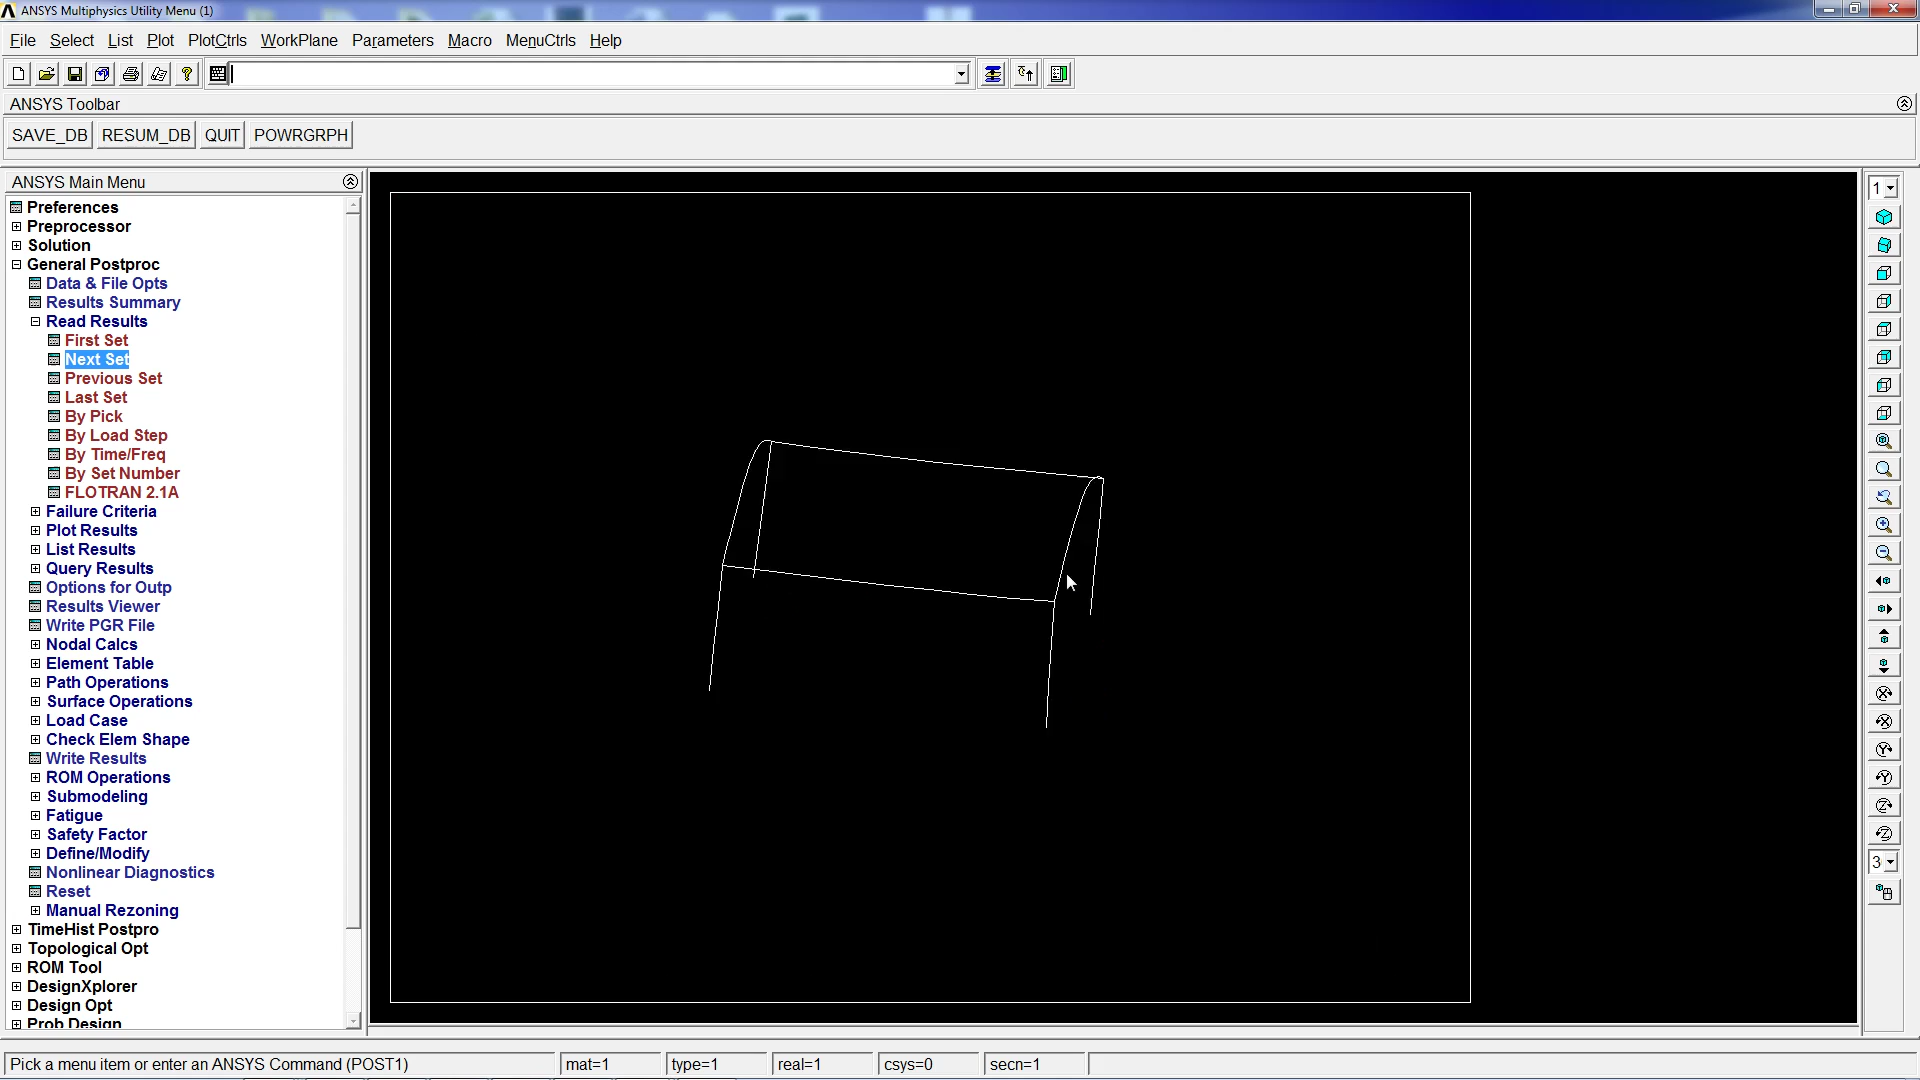 ANSYS Multiphysics Utility Menu (1)
File Select List Plot PlotCtrls WorkPlane Parameters Macro MenuCtrls Help
ANSYS Toolbar
SAVE_DB RESUM_DB QUIT POWRGRPH
ANSYS Main Menu
Preferences
Preprocessor
Solution
General Postproc
Data & File Opts
Results Summary
Read Results
First Set
Next Set
Previous Set
Last Set
By Pick
By Load Step
By Time/Freq
By Set Number
FLOTRAN 2.1A
Failure Criteria
Plot Results
List Results
Query Results
Options for Outp
Results Viewer
Write PGR File
Nodal Calcs
Element Table
Path Operations
Surface Operations
Load Case
Check Elem Shape
Write Results
ROM Operations
Submodeling
Fatigue
Safety Factor
Define/Modify
Nonlinear Diagnostics
Reset
Manual Rezoning
TimeHist Postpro
Topological Opt
ROM Tool
DesignXplorer
Design Opt
Prob Design
1
3
Pick a menu item or enter an ANSYS Command (POST1) mat=1 type=1 real=1 csys=0 secn=1